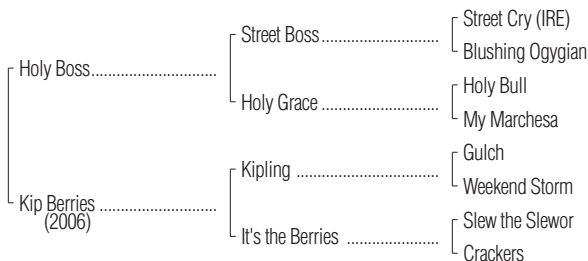 Street Cry (IRE)
Street Boss
Blushing Ogygian
Holy Boss
Holy Bull
Holy Grace
My Marchesa
Gulch
Kipling
Weekend Storm
Kip Berries
(2006)
Slew the Slewor
It's the Berries
Crackers